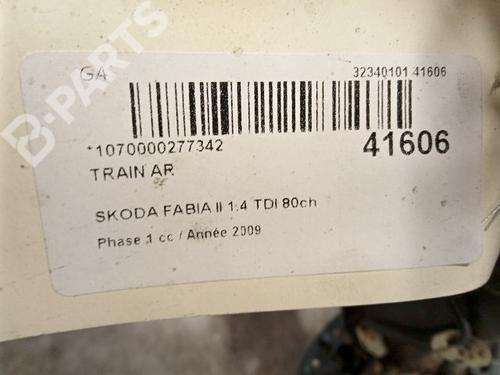 GA
32340101 41606
*1070000277342
41606
TRAIN AR
SKODA FABIA II 1.4 TDI 80ch
Phase 1 cc / Année 2009
B-PARTS